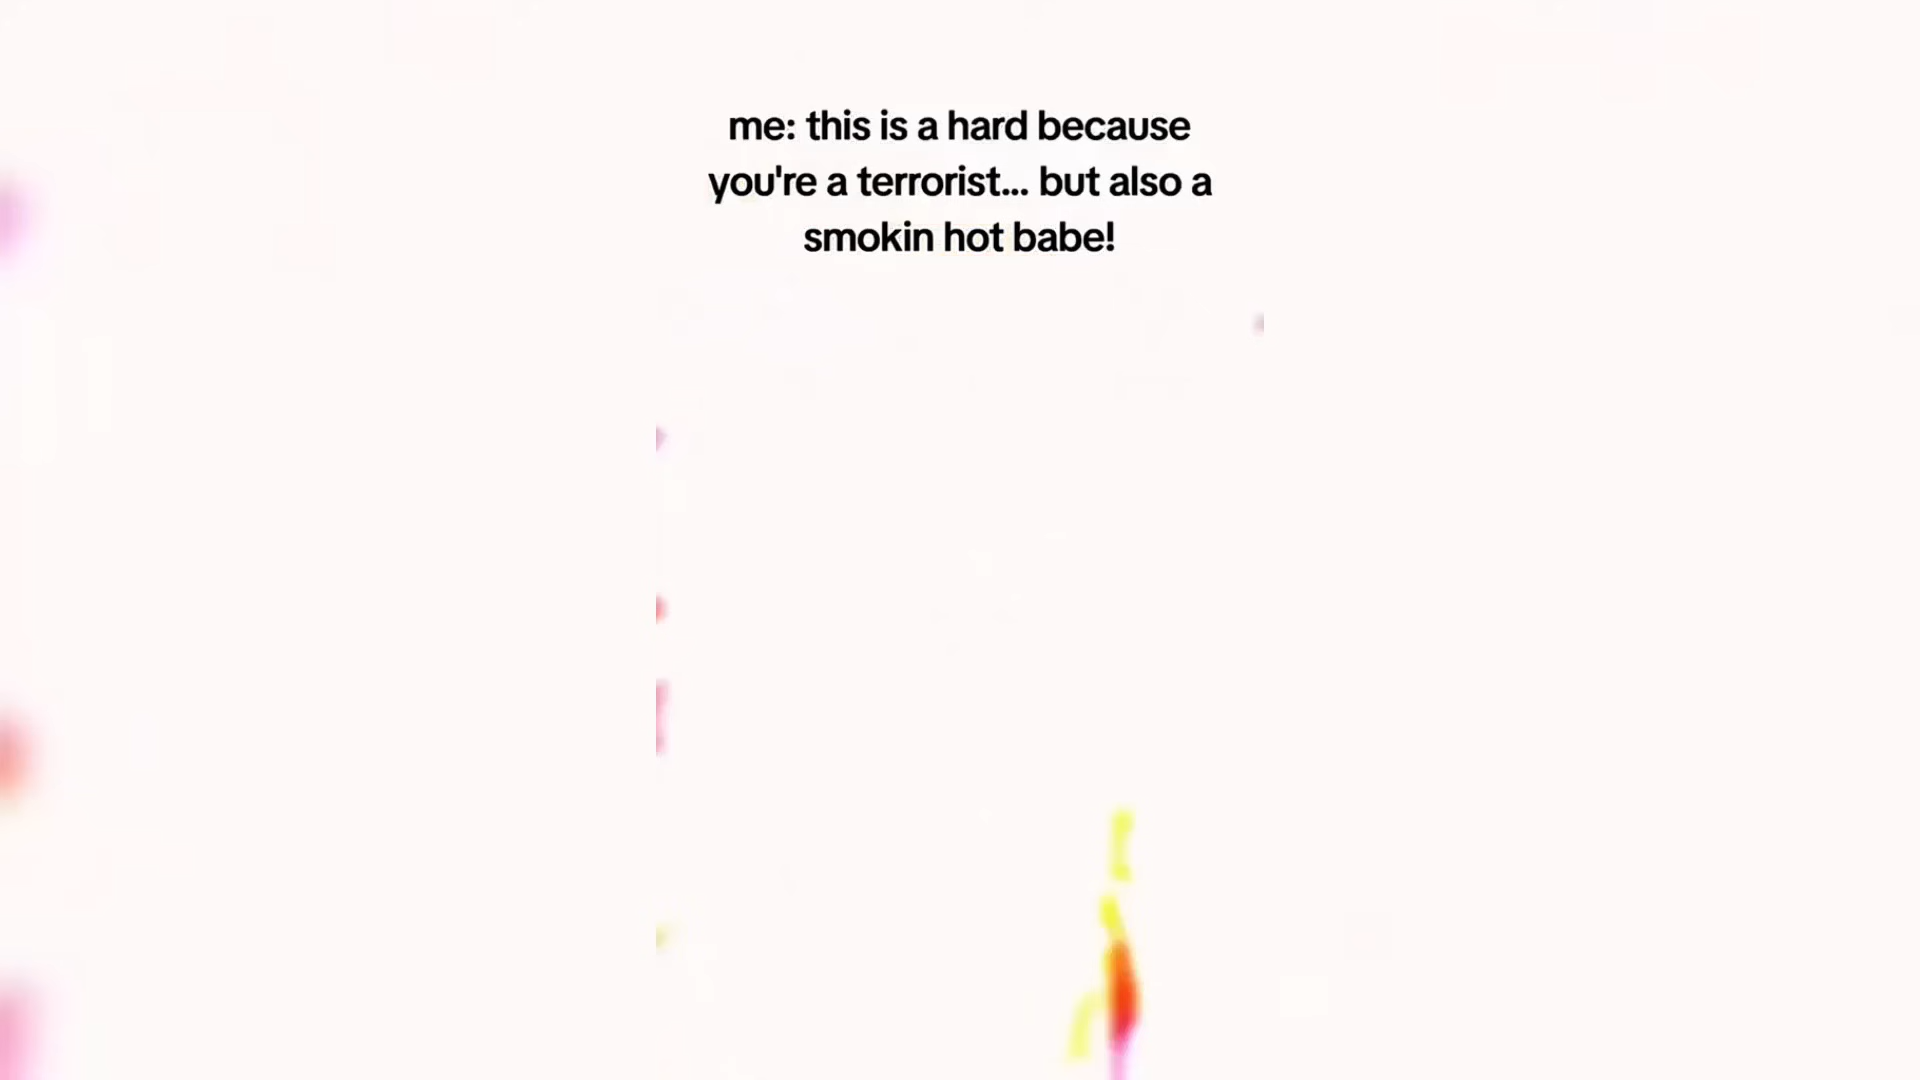 me: this is a hard because
you're a terrorist... but also a
smokin hot babe!